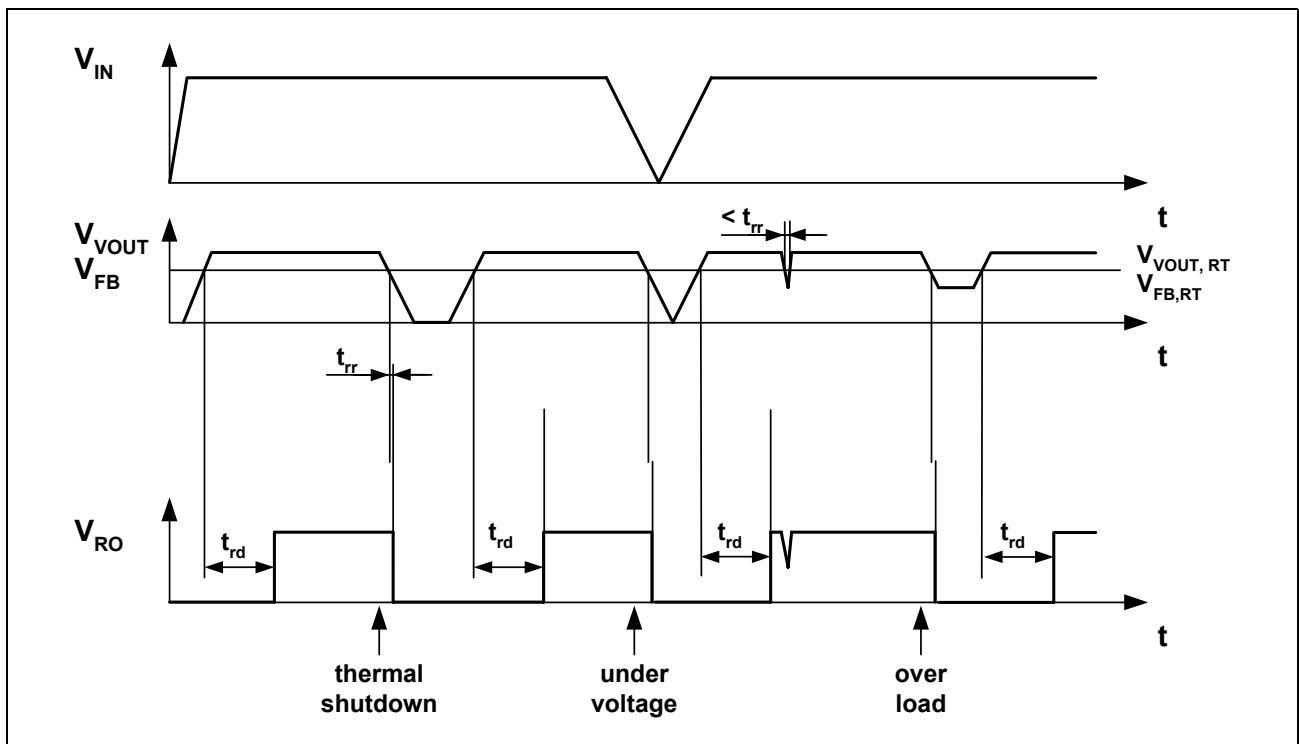 V_IN
t
V_VOUT
V_FB
< t_rr
V_VOUT, RT
V_FB,RT
t
t_rr
V_RO
t_rd
t_rd
t_rd
t_rd
t
thermal
shutdown
under
voltage
over
load